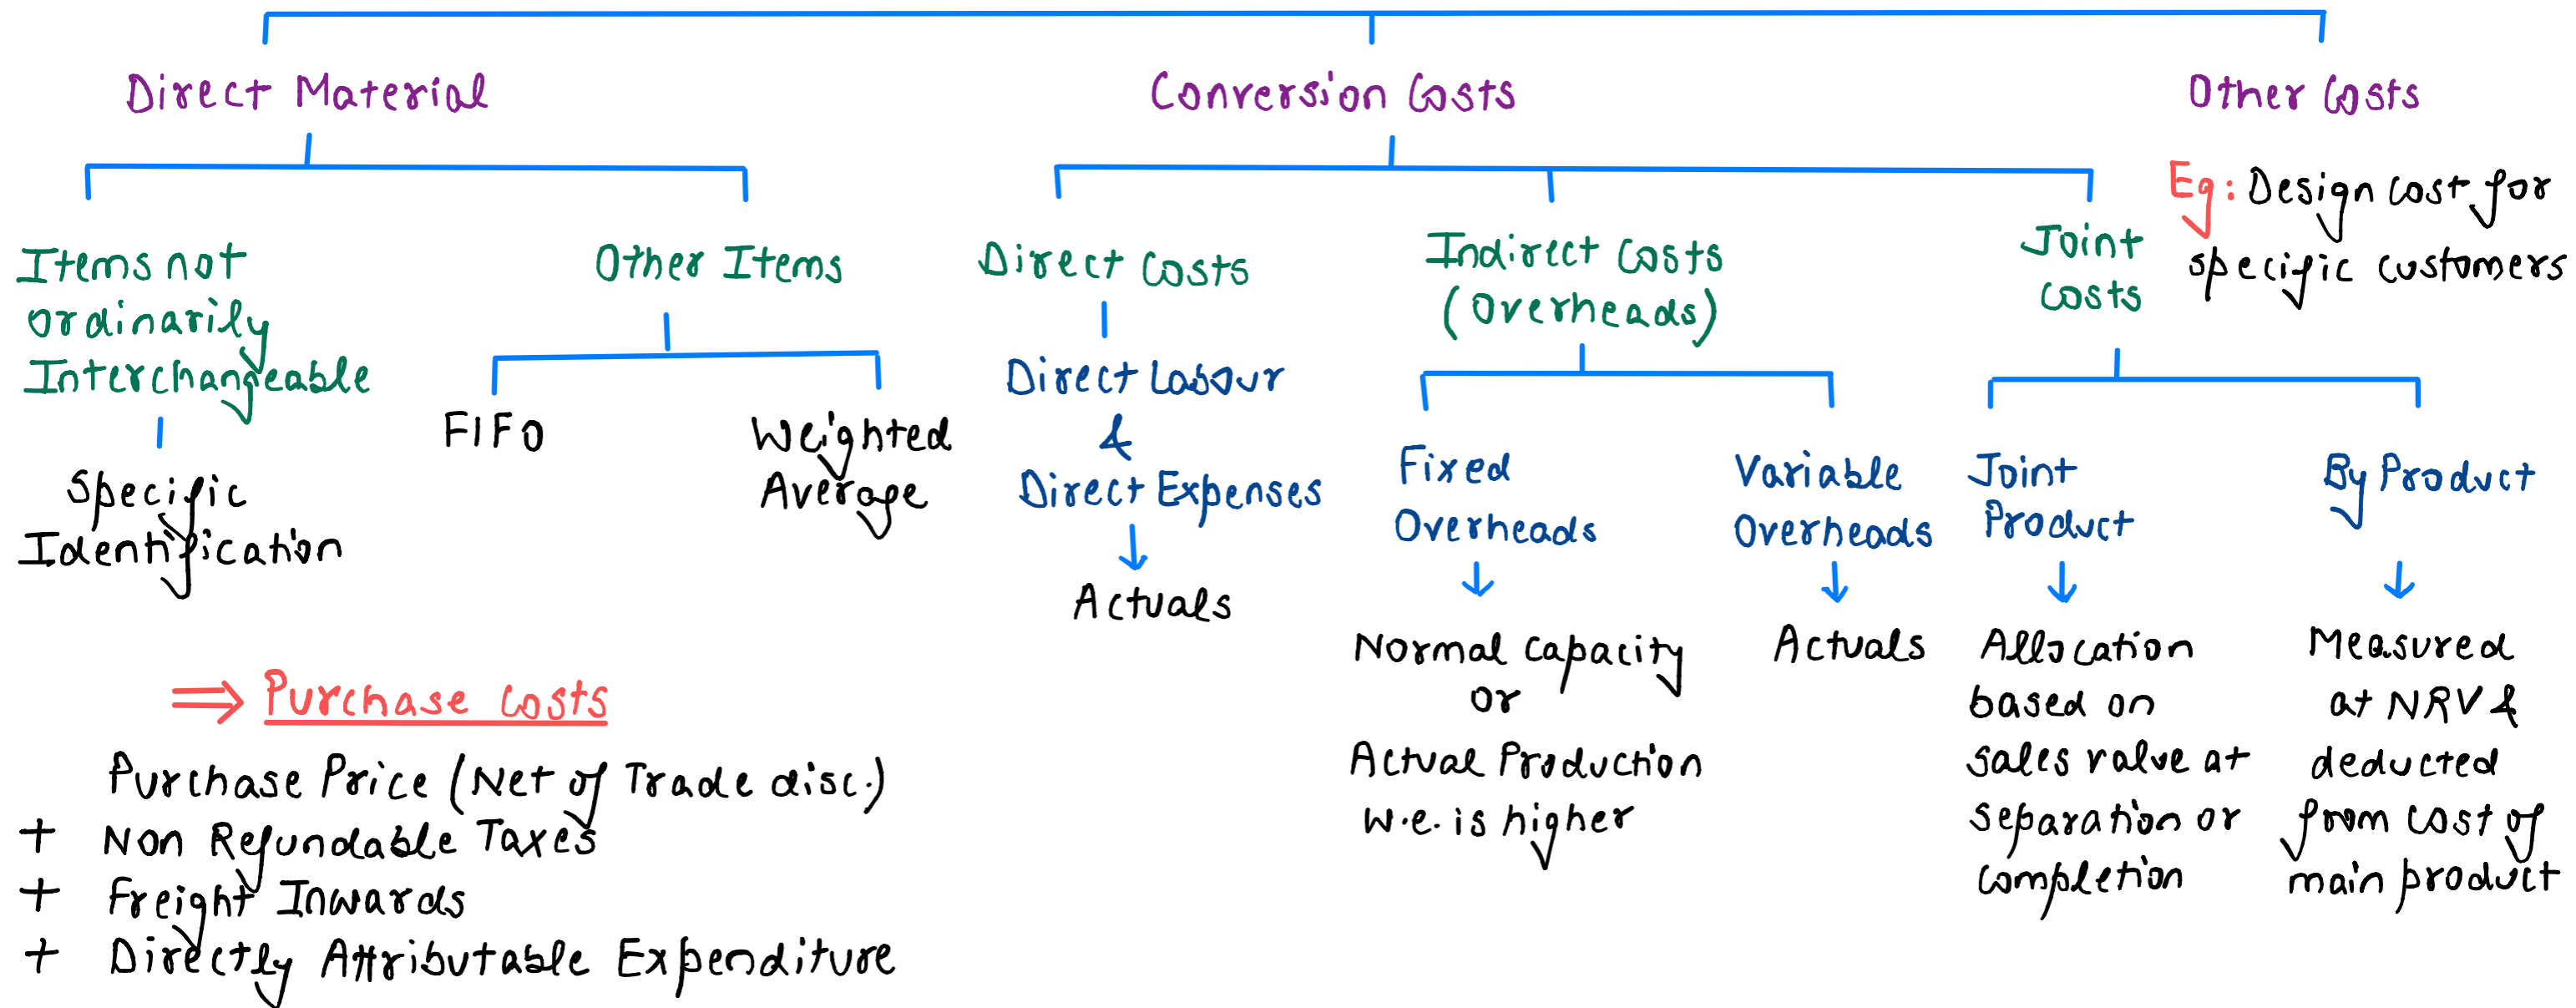 Direct Material
Conversion Costs
Other Costs
Items not
Ordinarily
Interchangeable
Specific
Identification
Other Items
FIFO
Weighted
Average
Direct Costs
Direct Labour
&
Direct Expenses
Actuals
Indirect Costs
(Overheads)
Fixed
Overheads
Normal capacity
or
Actual Production
w.e. is higher
Variable
Overheads
Actuals
Joint
Costs
Joint
Product
Allocation
based on
sales value at
separation or
completion
By Product
Measured
at NRV &
deducted
from cost of
main product
Eg: Design cost for
specific customers
⇒ Purchase Costs
Purchase Price (Net of Trade disc.)
+ Non Refundable Taxes
+ Freight Inwards
+ Directly Attributable Expenditure